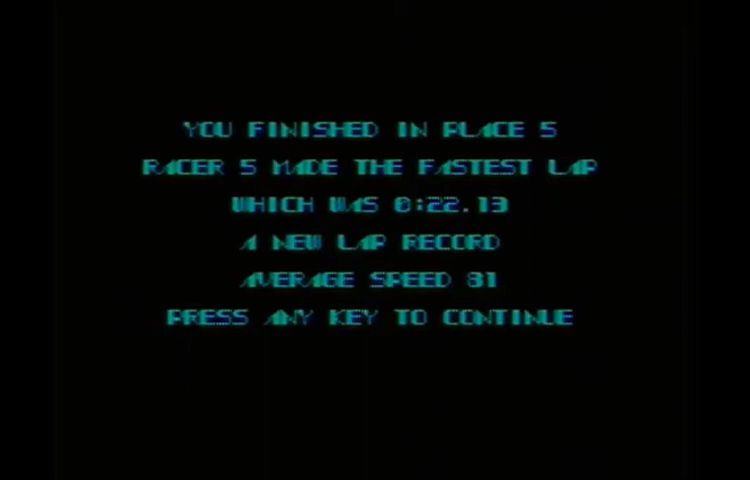 YOU FINISHED IN PLACE 5
RACER 5 MADE THE FASTEST LAP
WHICH WAS 0:22.13
A NEW LAP RECORD
AVERAGE SPEED 81
PRESS ANY KEY TO CONTINUE